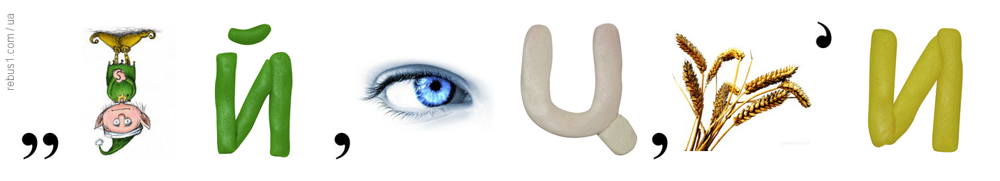 rebus1.com/ua
,, Й , Ц , ’ И
S